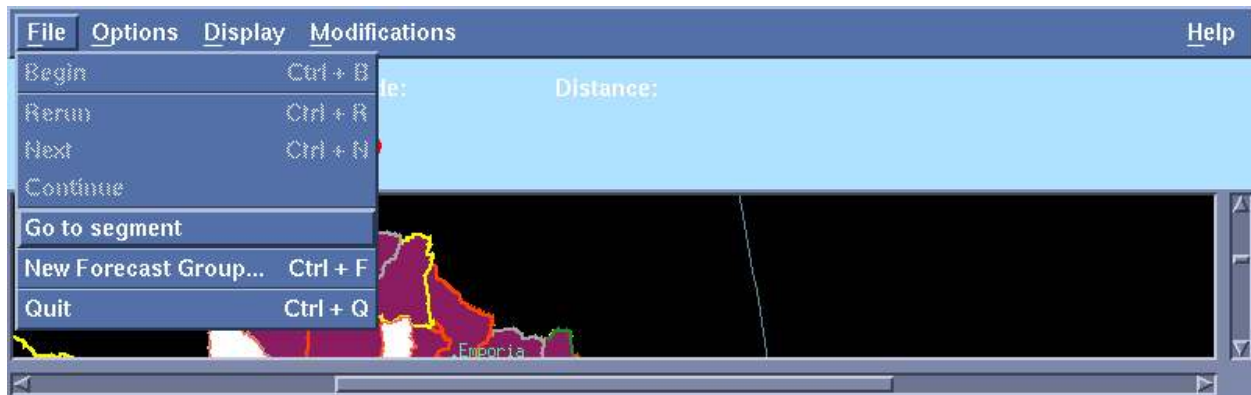 File Options Display Modifications Help
Begin Ctrl + B
de: Distance:
Rerun Ctrl + R
Next Ctrl + N
Continue
Go to segment
New Forecast Group... Ctrl + F
Quit Ctrl + Q
Emporia